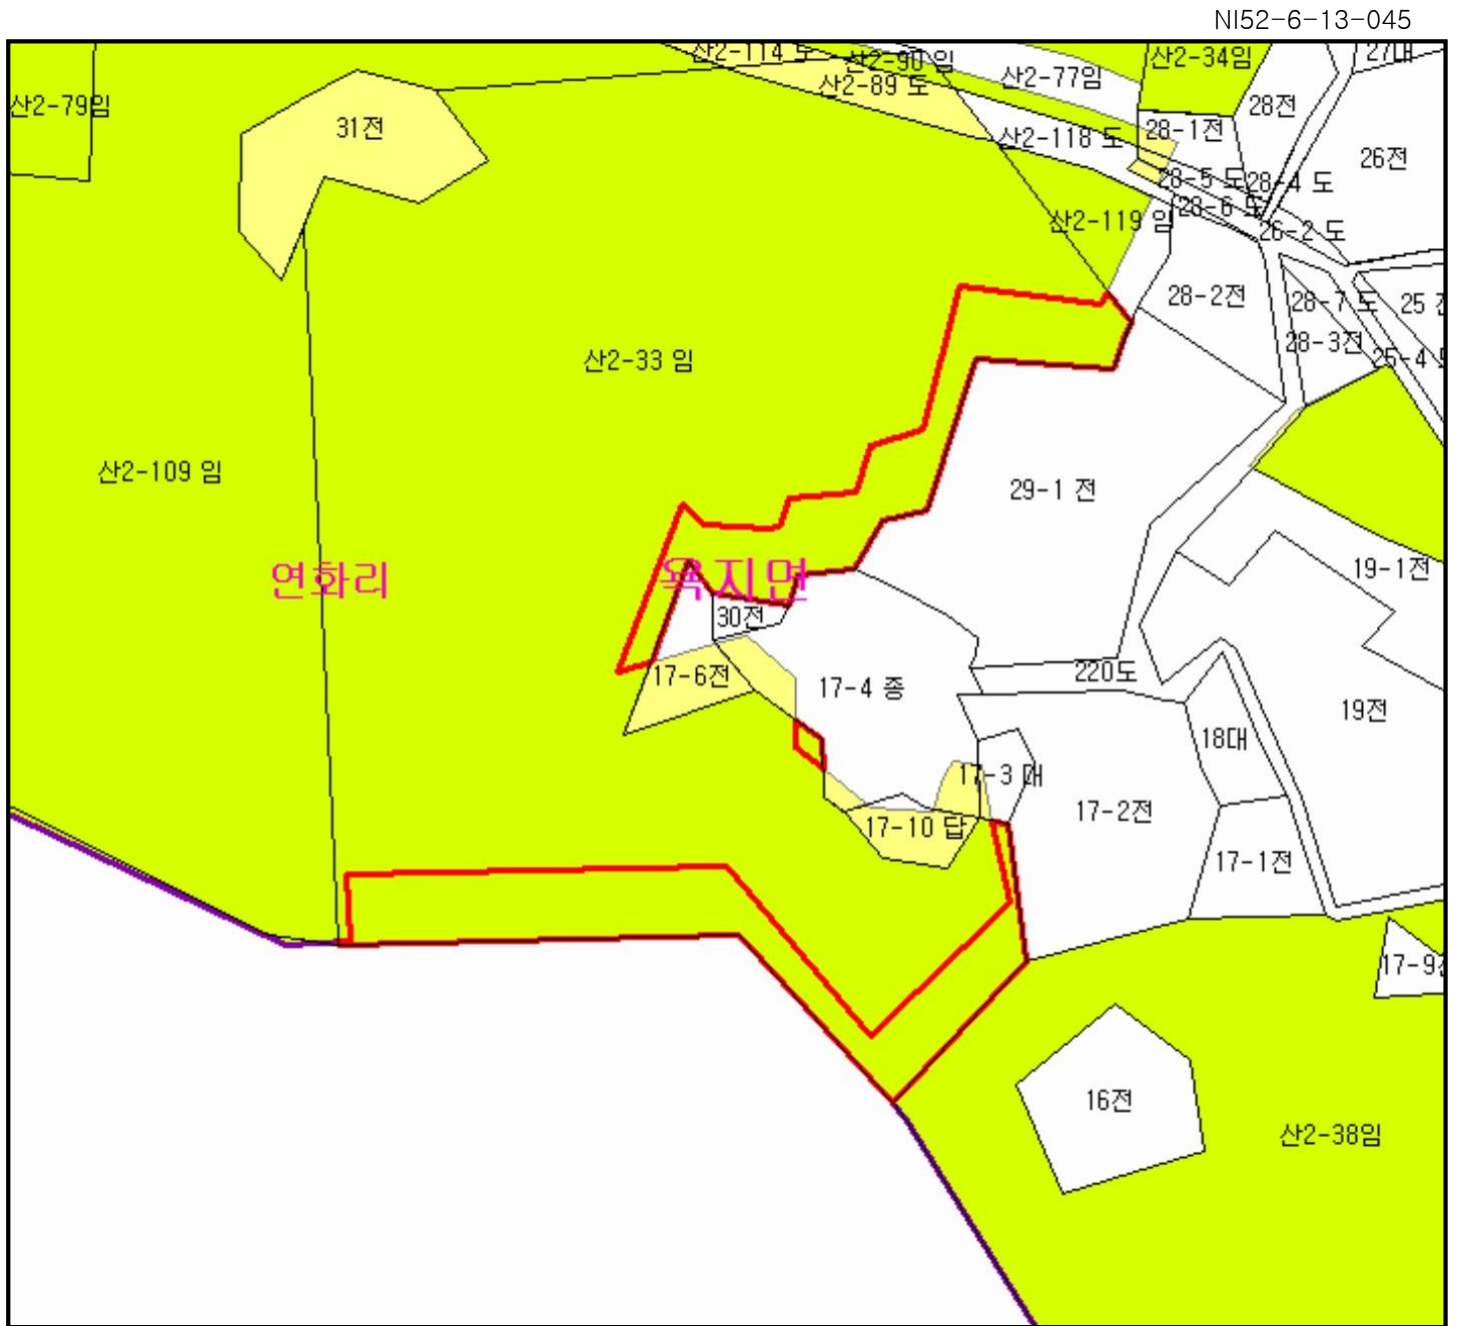 NI52-6-13-045
산2-114 도
산2-90 임
산2-34임
27대
산2-79임
산2-89 도
산2-77임
28전
31전
산2-118 도
28-1전
26전
28-5 도
28-4 도
28-6 도
산2-119 임
26-2 도
28-2전
28-7 도
25 전
28-3전
25-4 도
산2-33 임
산2-109 임
29-1 전
연화리
욕지면
19-1전
30전
17-6전
220도
17-4 종
19전
18대
17-3 대
17-2전
17-10 답
17-1전
17-9
16전
산2-38임